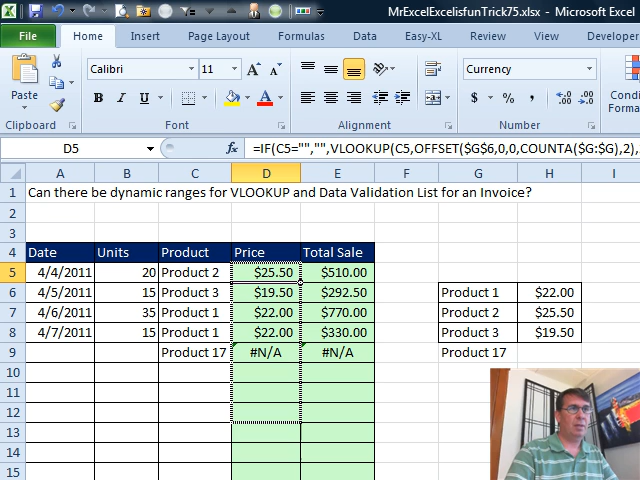 MrExcelExcelisfunTrick75.xlsx - Microsoft Excel
File Home Insert Page Layout Formulas Data Easy-XL Review View Developer
Paste Calibri 11 A A Currency
B I U A $ % , .00 .00 Forma
Clipboard Font Alignment Number
D5 fx =IF(C5="","",VLOOKUP(C5,OFFSET($G$6,0,0,COUNTA($G:$G),2),
A B C D E F G H I
1 Can there be dynamic ranges for VLOOKUP and Data Validation List for an Invoice?
2
3
4 Date Units Product Price Total Sale
5 4/4/2011 20 Product 2 $25.50 $510.00
6 4/5/2011 15 Product 3 $19.50 $292.50 Product 1 $22.00
7 4/6/2011 35 Product 1 $22.00 $770.00 Product 2 $25.50
8 4/7/2011 15 Product 1 $22.00 $330.00 Product 3 $19.50
9 Product 17 #N/A #N/A Product 17
10
11
12
13
14
15